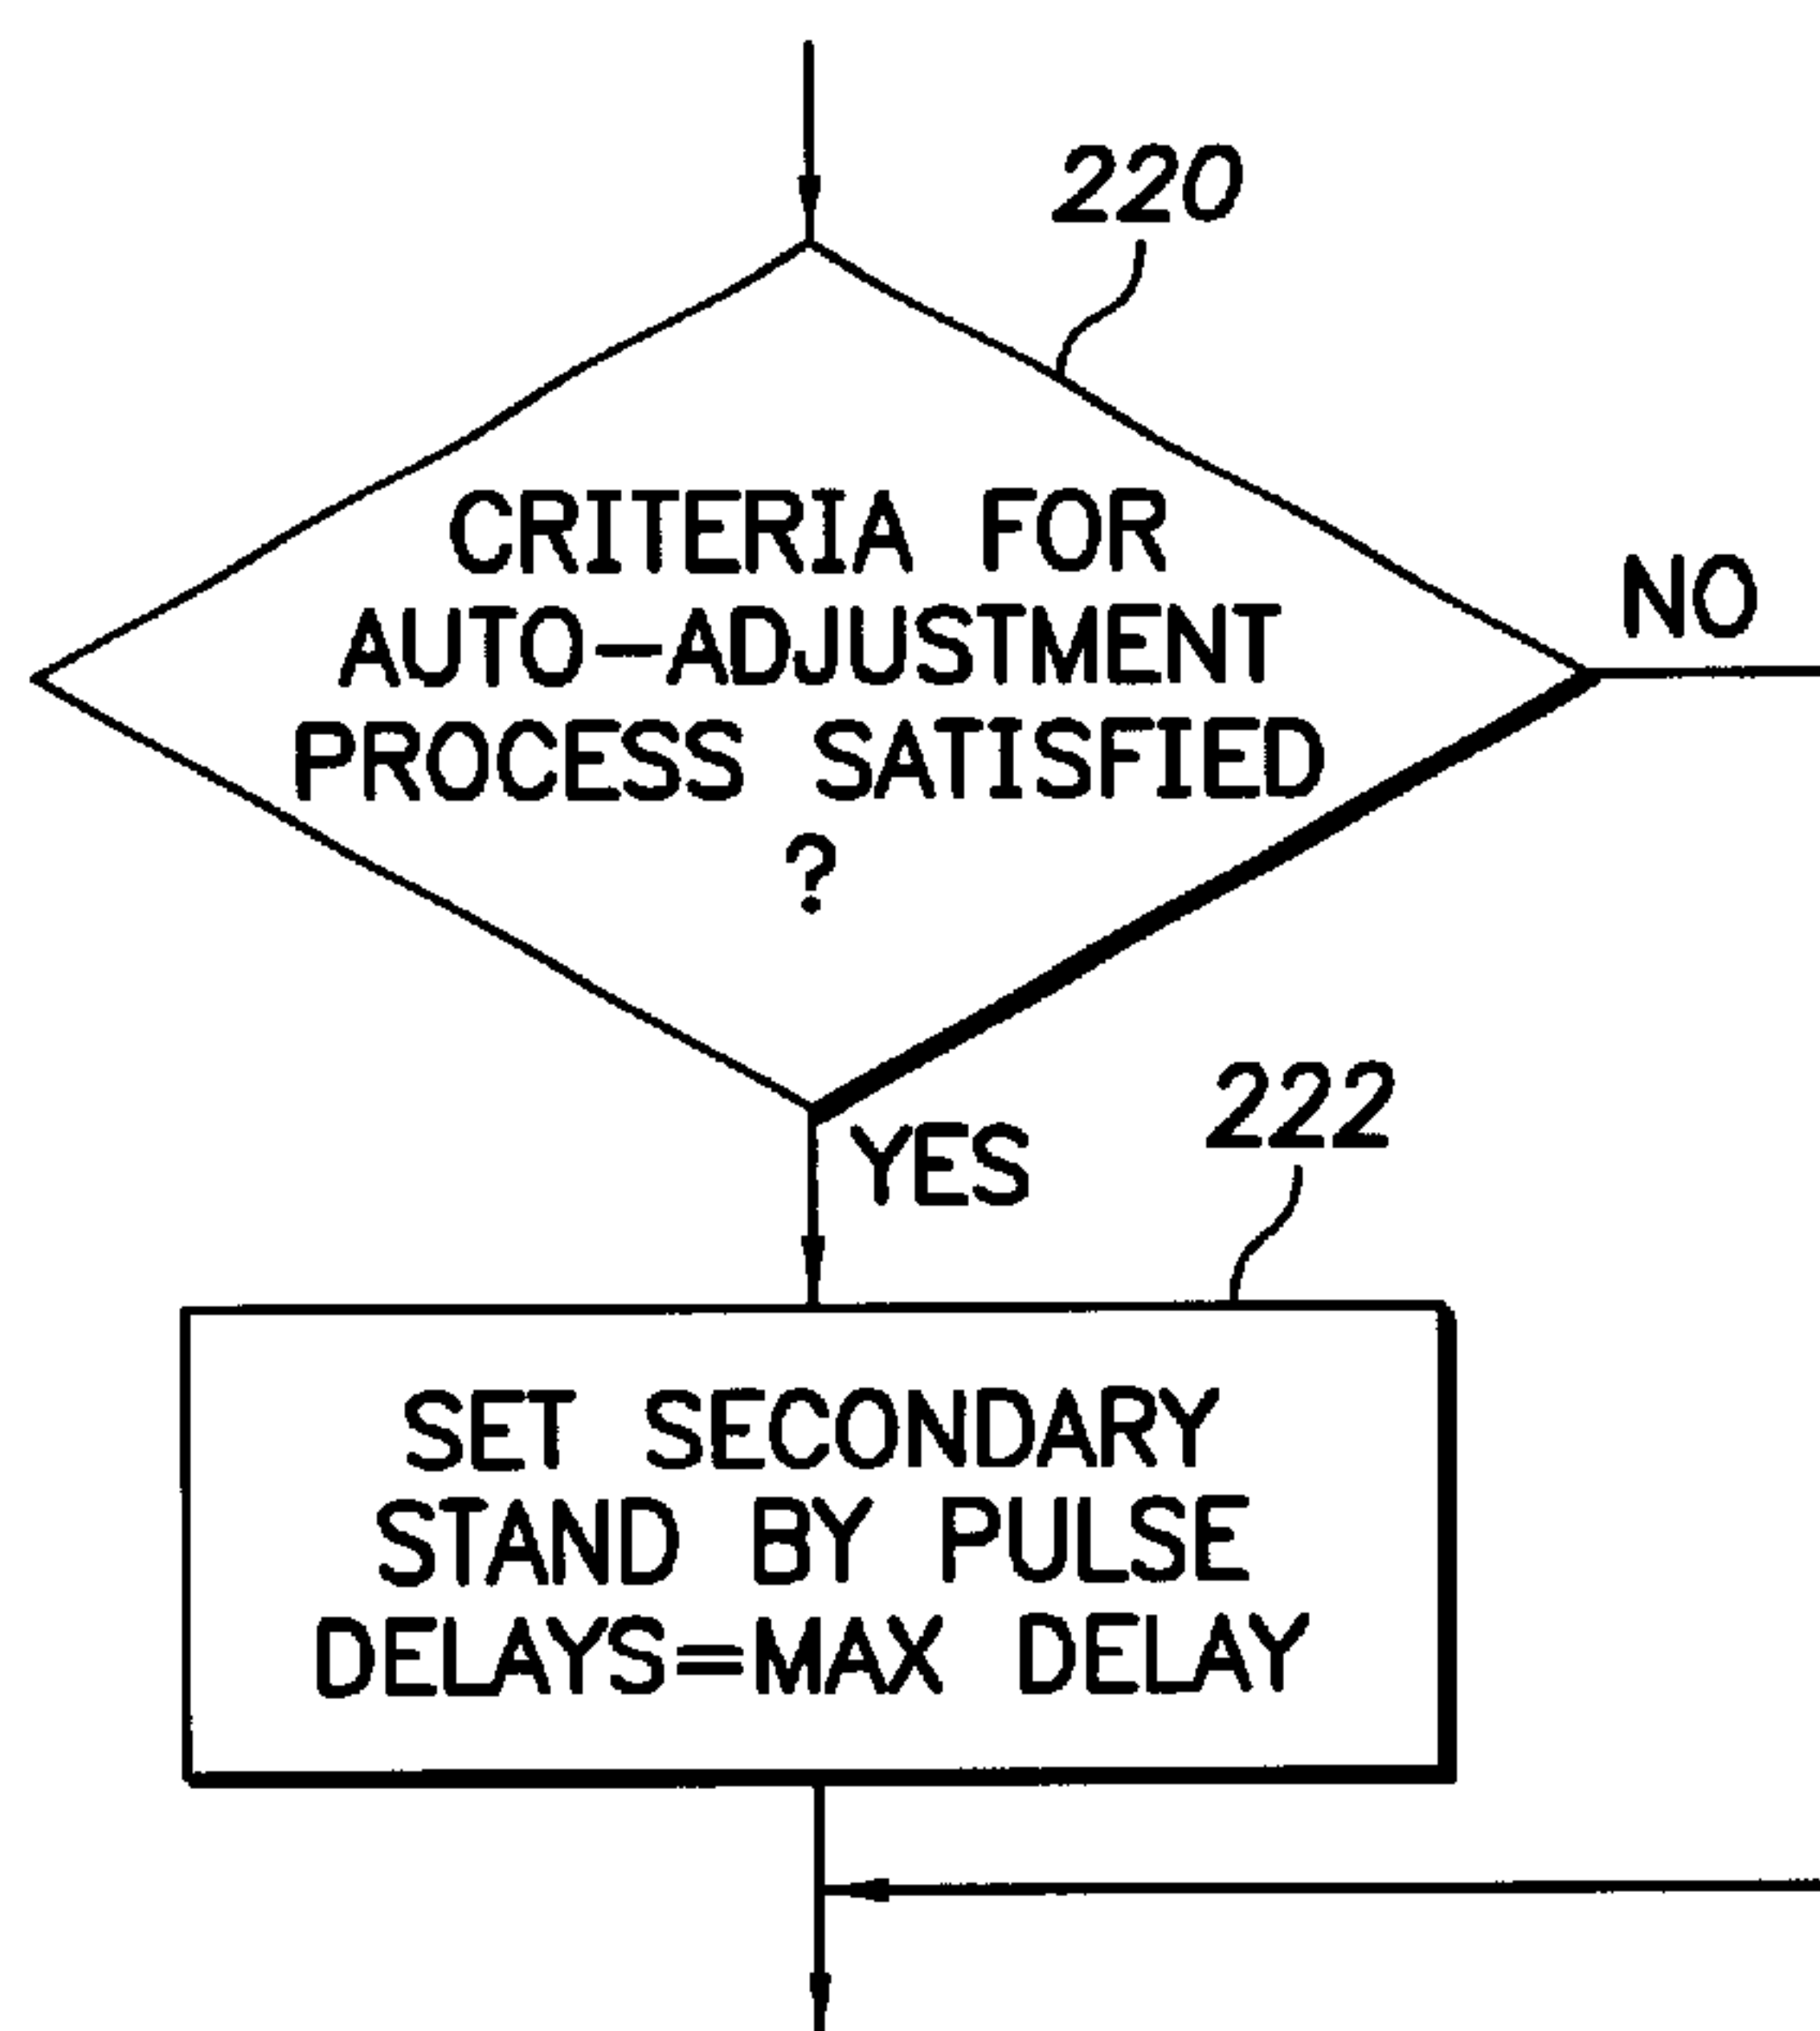 220
CRITERIA FOR
AUTO-ADJUSTMENT
PROCESS SATISFIED
?
NO
YES
222
SET SECONDARY
STAND BY PULSE
DELAYS=MAX DELAY